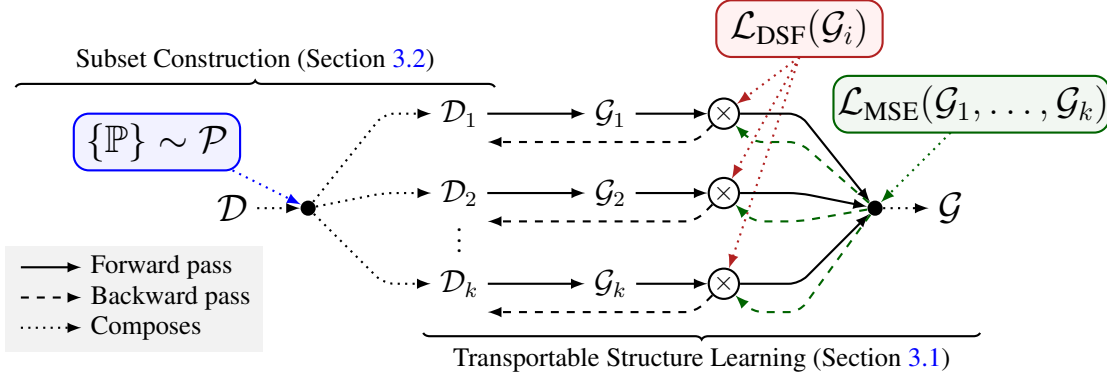 Subset Construction (Section 3.2)
ℒ_DSF(𝒢_i)
ℒ_MSE(𝒢_1, . . . , 𝒢_k)
{ℙ} ∼ 𝒫
𝒟_1 𝒢_1 ×
𝒟_2 𝒢_2 ×
𝒟 𝒢
⋮
𝒟_k 𝒢_k ×
Forward pass
Backward pass
Composes
Transportable Structure Learning (Section 3.1)